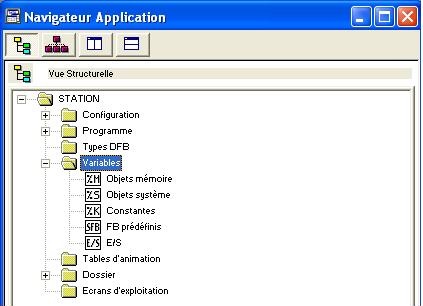 Navigateur Application
Vue Structurelle
STATION
Configuration
Programme
Types DFB
Variables
%M Objets mémoire
%S Objets système
%K Constantes
SFB FB prédéfinis
E/S E/S
Tables d'animation
Dossier
Ecrans d'exploitation